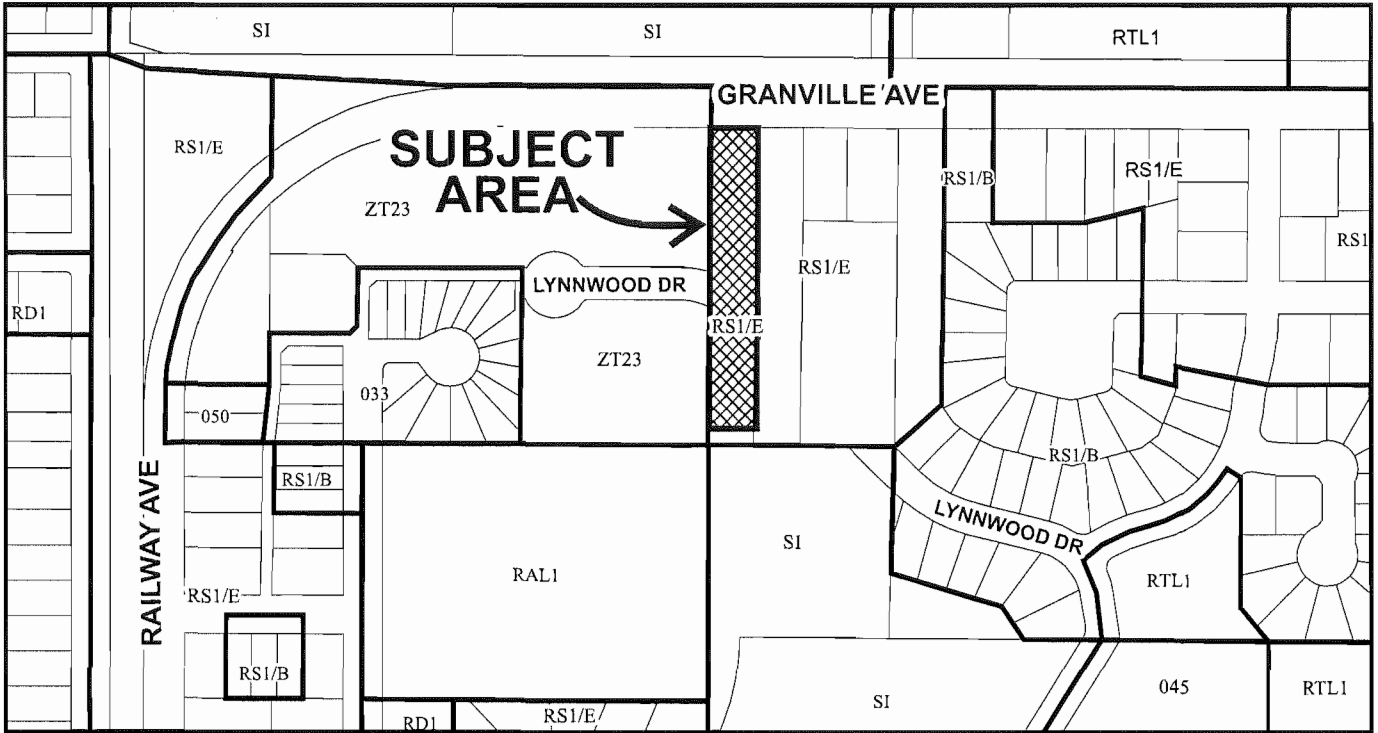 SI
SI
RTL1
GRANVILLE AVE
RS1/E
SUBJECT
AREA
ZT23
RS1/B
RS1/E
RS1
RS1/E
LYNNWOOD DR
RD1
RS1/E
ZT23
033
050
RS1/B
RS1/B
LYNNWOOD DR
RAILWAY AVE
SI
RAL1
RTL1
RS1/E
RS1/B
045
RTL1
SI
RD1
RS1/E